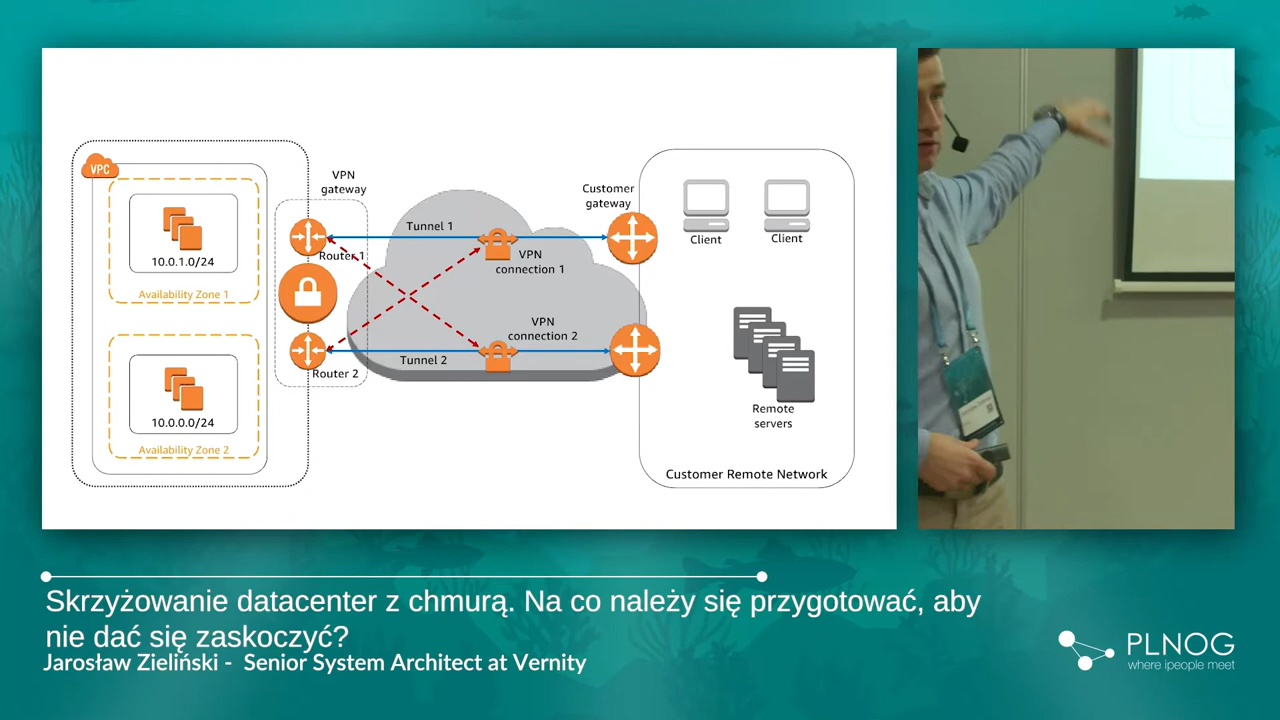 VPC
10.0.1.0/24
Availability Zone 1
10.0.0.0/24
Availability Zone 2
VPN
gateway
Router 1
Router 2
Tunnel 1
VPN
connection 1
VPN
connection 2
Tunnel 2
Customer
gateway
Client
Client
Remote
servers
Customer Remote Network
Skrzyżowanie datacenter z chmurą. Na co należy się przygotować, aby
nie dać się zaskoczyć?
Jarosław Zieliński - Senior System Architect at Vernity
PLNOG
where ipeople meet